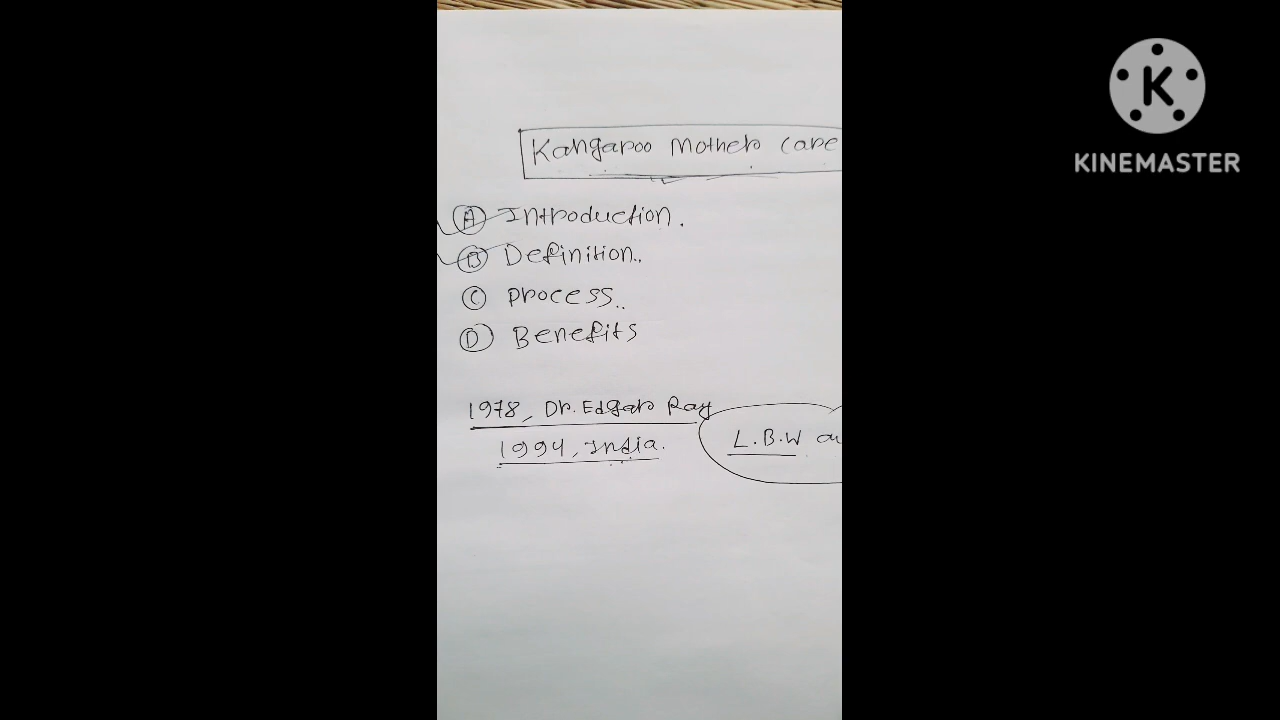 Kangaroo Mother Care
A Introduction.
B Definition..
C Process..
D Benefits
1978, Dr. Edgar Ray
1994, India.
L.B.W
K
KINEMASTER